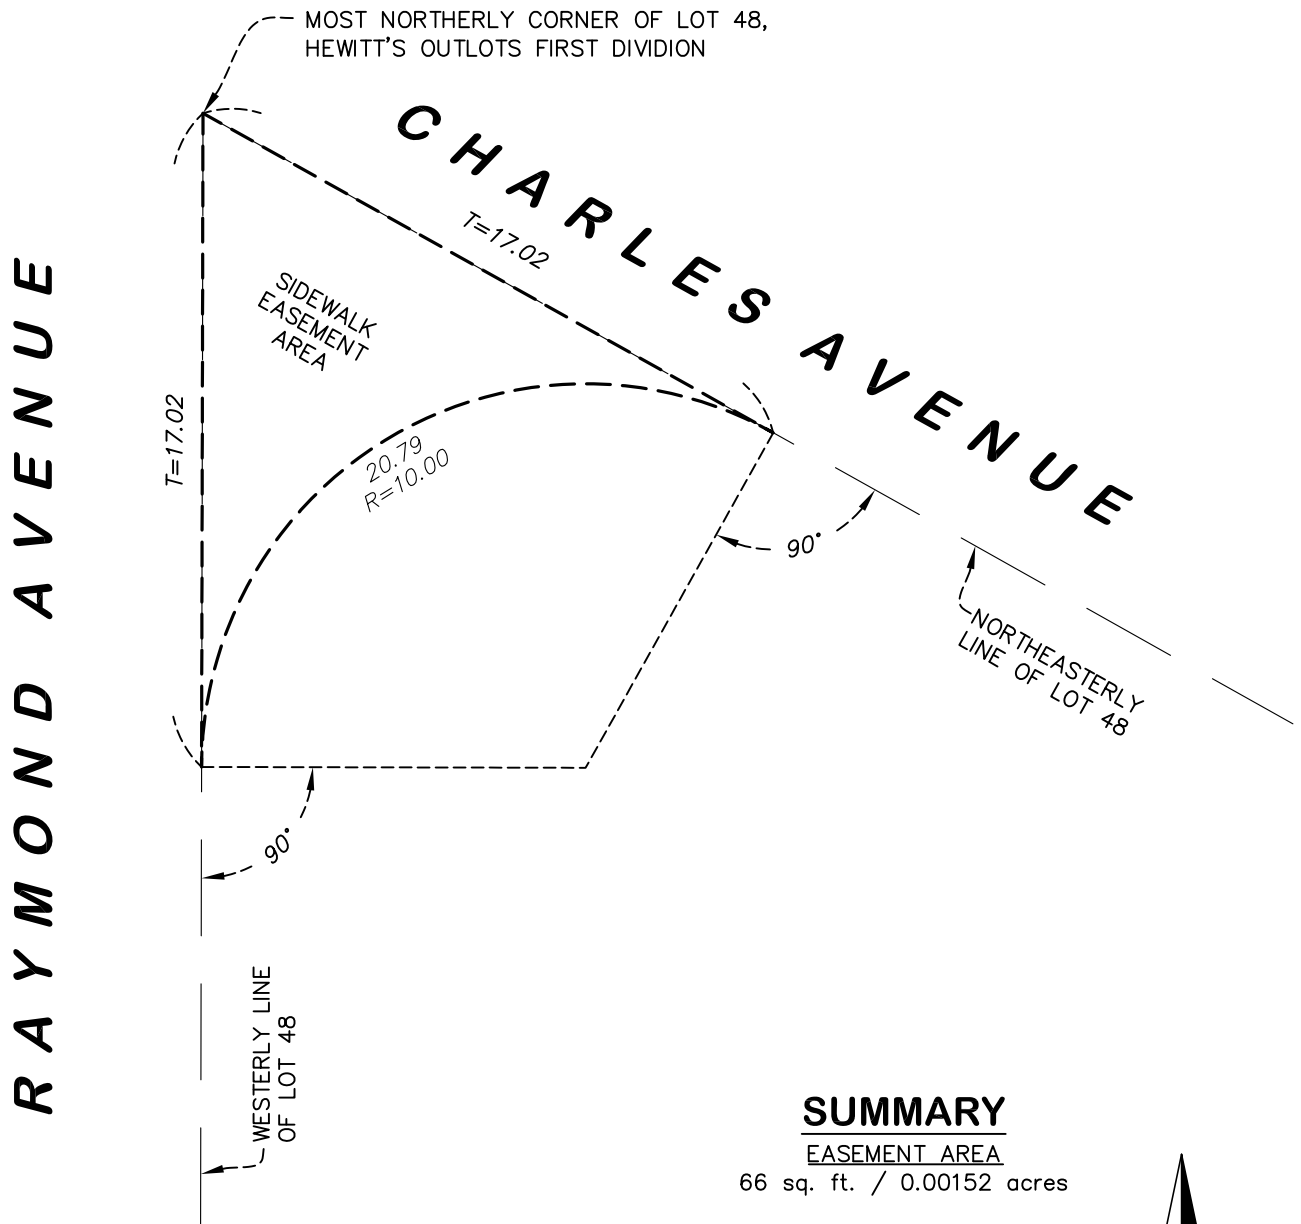 MOST NORTHERLY CORNER OF LOT 48,
HEWITT'S OUTLOTS FIRST DIVIDION
CHARLES AVENUE
T=17.02
SIDEWALK
EASEMENT
AREA
RAYMOND AVENUE
T=17.02
20.79
R=10.00
90°
NORTHEASTERLY
LINE OF LOT 48
90°
WESTERLY LINE
OF LOT 48
SUMMARY
EASEMENT AREA
66 sq. ft. / 0.00152 acres